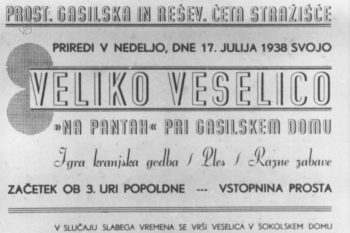 PROST. GASILSKA IN REŠEV. ČETA STRAŽIŠČE
PRIREDI V NEDELJO, DNE 17. JULIJA 1938 SVOJO
VELIKO VESELICO
»NA PANTAH« PRI GASILSKEM DOMU
Igra kranjska godba / Ples / Razne zabave
ZAČETEK OB 3. URI POPOLDNE --- VSTOPNINA PROSTA
V SLUČAJU SLABEGA VREMENA SE VRŠI VESELICA V SOKOLSKEM DOMU